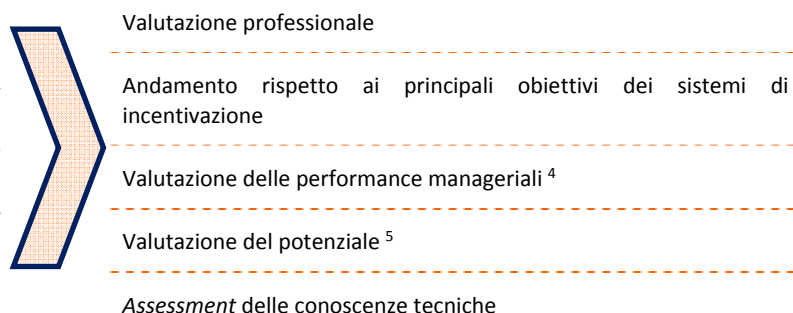 Valutazione professionale
Andamento rispetto ai principali obiettivi dei sistemi di
incentivazione
Valutazione delle performance manageriali ⁴
Valutazione del potenziale ⁵
Assessment delle conoscenze tecniche